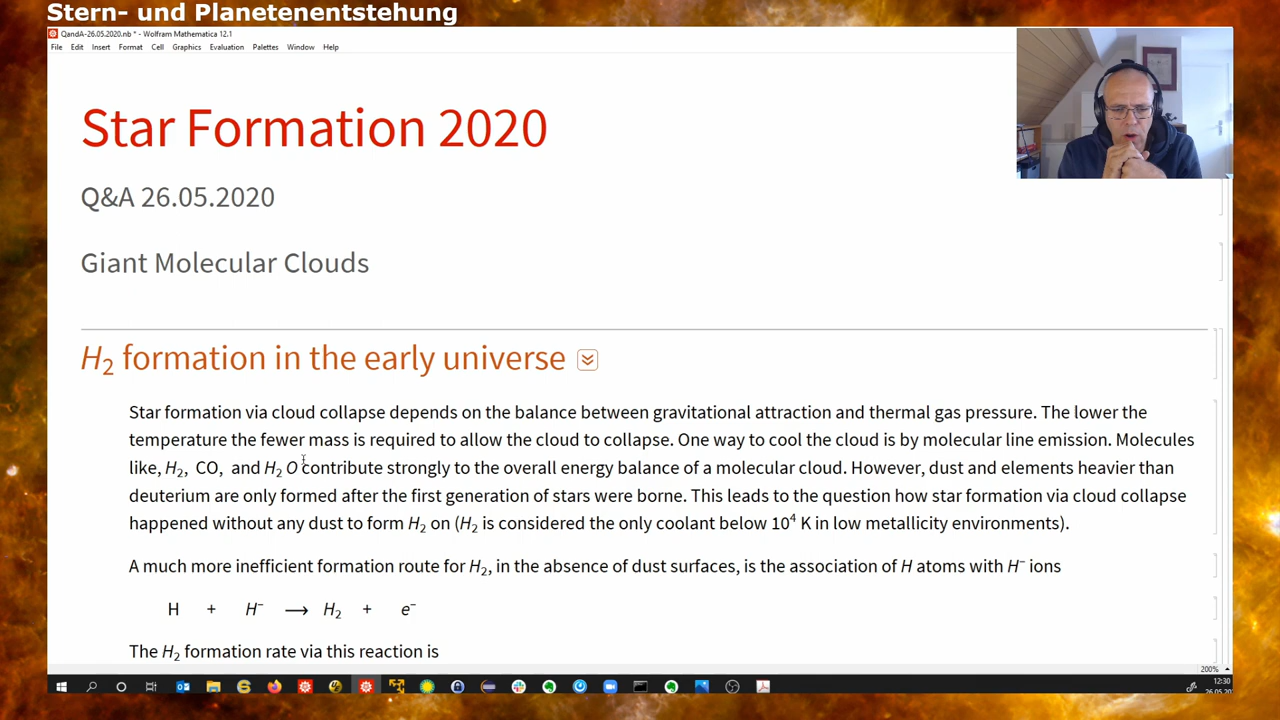 Stern- und Planetenentstehung
QandA-26.05.2020.nb * - Wolfram Mathematica 12.1
File Edit Insert Format Cell Graphics Evaluation Palettes Window Help
Star Formation 2020
Q&A 26.05.2020
Giant Molecular Clouds
H₂ formation in the early universe
Star formation via cloud collapse depends on the balance between gravitational attraction and thermal gas pressure. The lower the
temperature the fewer mass is required to allow the cloud to collapse. One way to cool the cloud is by molecular line emission. Molecules
like, H₂, CO, and H₂ O contribute strongly to the overall energy balance of a molecular cloud. However, dust and elements heavier than
deuterium are only formed after the first generation of stars were borne. This leads to the question how star formation via cloud collapse
happened without any dust to form H₂ on (H₂ is considered the only coolant below 10⁴ K in low metallicity environments).
A much more inefficient formation route for H₂, in the absence of dust surfaces, is the association of H atoms with H⁻ ions
H + H⁻ ⟶ H₂ + e⁻
The H₂ formation rate via this reaction is
200%
12:30
26.05.20